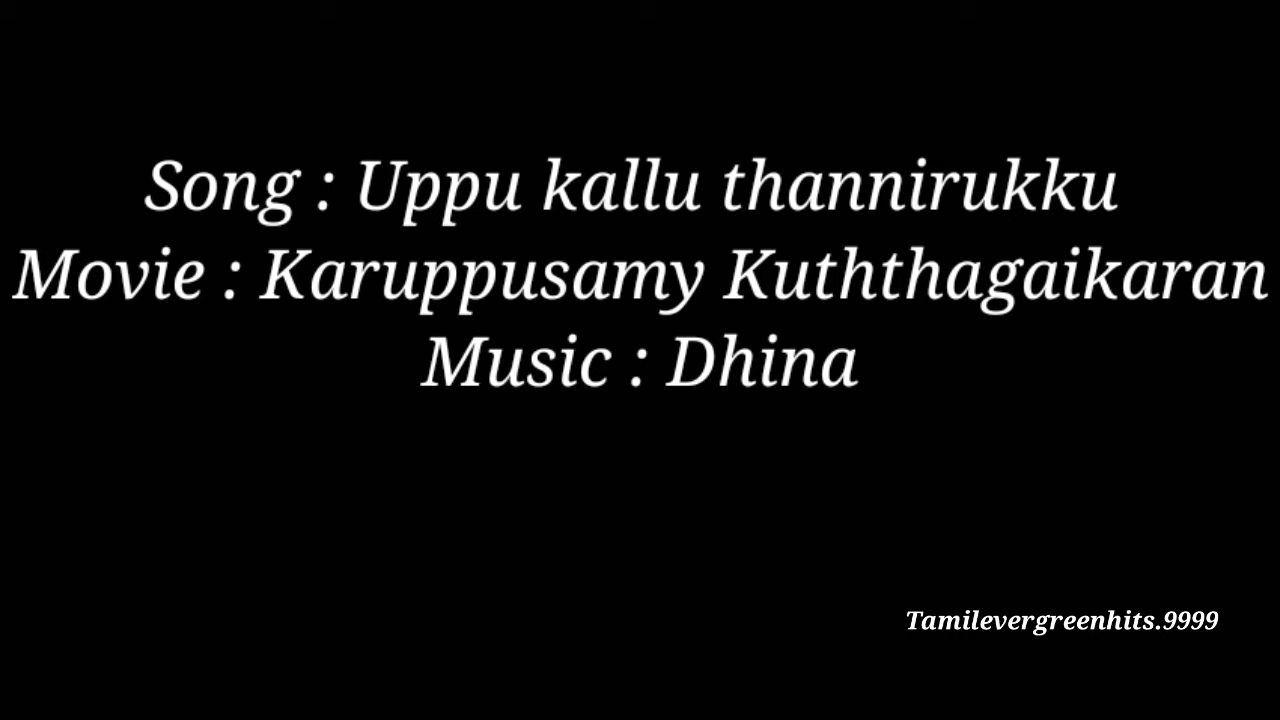 Song : Uppu kallu thannirukku
Movie : Karuppusamy Kuththagaikaran
Music : Dhina
Tamilevergreenhits.9999